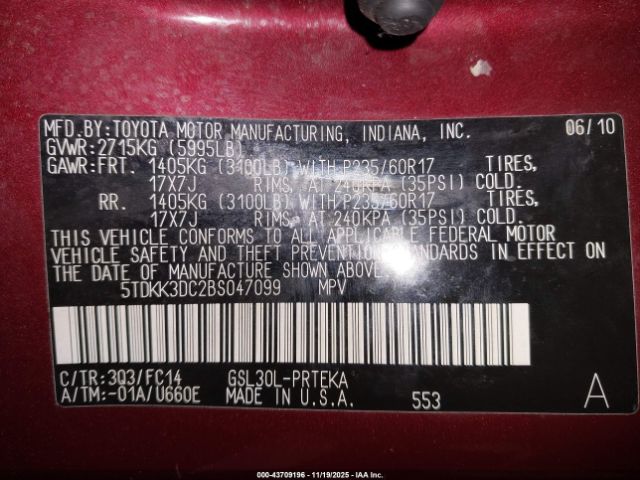 MFD.BY:TOYOTA MOTOR MANUFACTURING, INDIANA, INC. 06/10
GVWR:2715KG (5995LB)
GAWR:FRT. 1405KG (3100LB) WITH P235/60R17 TIRES,
17X7J RIMS, AT 240KPA (35PSI) COLD.
RR. 1405KG (3100LB) WITH P235/60R17 TIRES,
17X7J RIMS, AT 240KPA (35PSI) COLD.
THIS VEHICLE CONFORMS TO ALL APPLICABLE FEDERAL MOTOR
VEHICLE SAFETY AND THEFT PREVENTION STANDARDS IN EFFECT ON
THE DATE OF MANUFACTURE SHOWN ABOVE.
5TDKK3DC2BS047099 MPV
C/TR:3Q3/FC14 GSL30L-PRTEKA
A/TM:-01A/U660E MADE IN U.S.A. 553 A
000-43709196 - 11/19/2025 - Copyright IAA, LLC